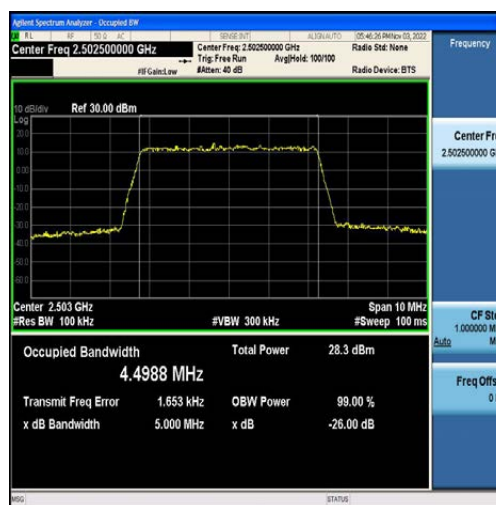 Agilent Spectrum Analyzer - Occupied BW
RL RF 50 Ω AC SENSE:INT ALIGN AUTO 05:46:26 PM Nov 03, 2022
Center Freq 2.502500000 GHz Center Freq: 2.502500000 GHz Radio Std: None
Trig: Free Run Avg|Hold: 100/100
#IFGain:Low #Atten: 40 dB Radio Device: BTS
Frequency
10 dB/div Ref 30.00 dBm
Log
20.0
10.0
0.00
-10.0
-20.0
-30.0
-40.0
-50.0
-60.0
Center Fre
2.502500000 G
Center 2.503 GHz Span 10 MHz
#Res BW 100 kHz #VBW 300 kHz #Sweep 100 ms
CF Ste
1.000000 M
Auto M
Occupied Bandwidth Total Power 28.3 dBm
4.4988 MHz
Transmit Freq Error 1.653 kHz OBW Power 99.00 %
x dB Bandwidth 5.000 MHz x dB -26.00 dB
Freq Offs
0
MSG STATUS